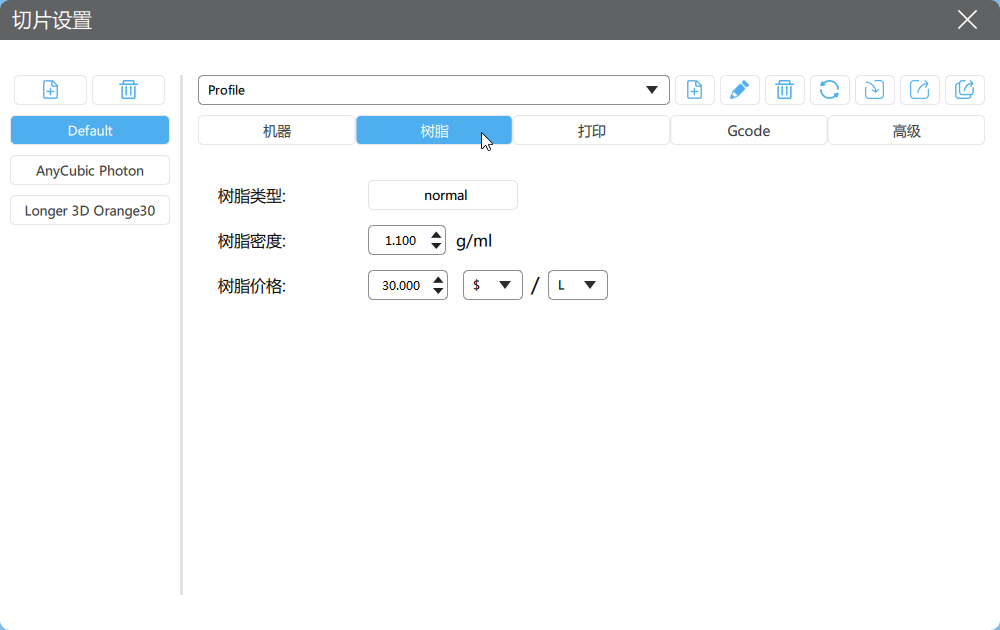 切片设置
Profile
Default
机器 树脂 打印 Gcode 高级
AnyCubic Photon
树脂类型: normal
Longer 3D Orange30
树脂密度: 1.100 g/ml
树脂价格: 30.000 $ / L